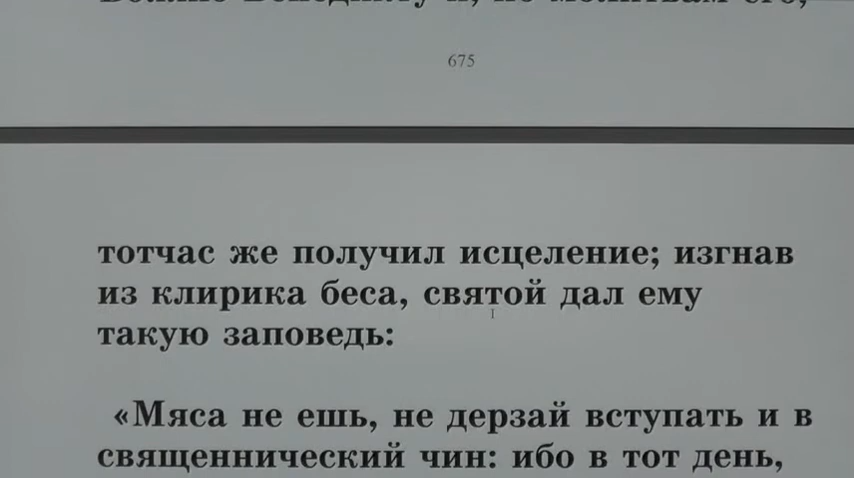 675
тотчас же получил исцеление; изгнав
из клирика беса, святой дал ему
такую заповедь:
«Мяса не ешь, не дерзай вступать и в
священнический чин: ибо в тот день,